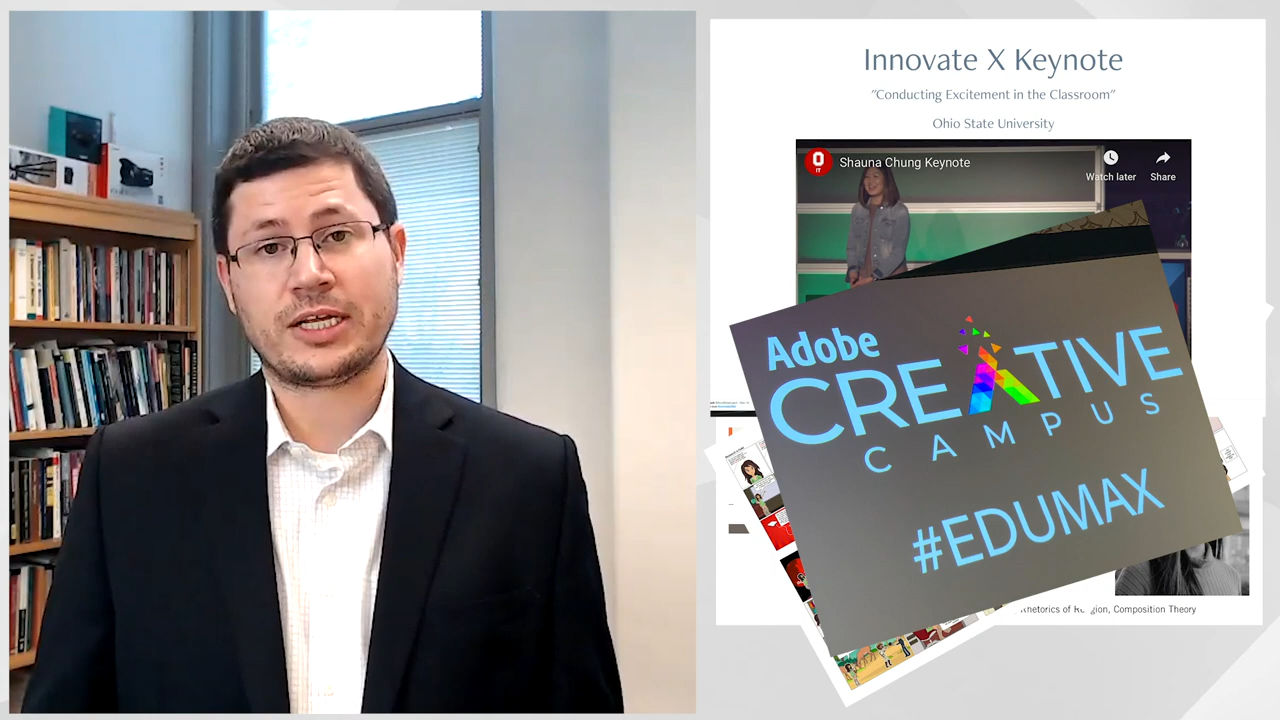 Innovate X Keynote
"Conducting Excitement in the Classroom"
Ohio State University
Shauna Chung Keynote
Watch later
Share
IT
Adobe
CREATIVE
CAMPUS
#EDUMAX
Composition Theory